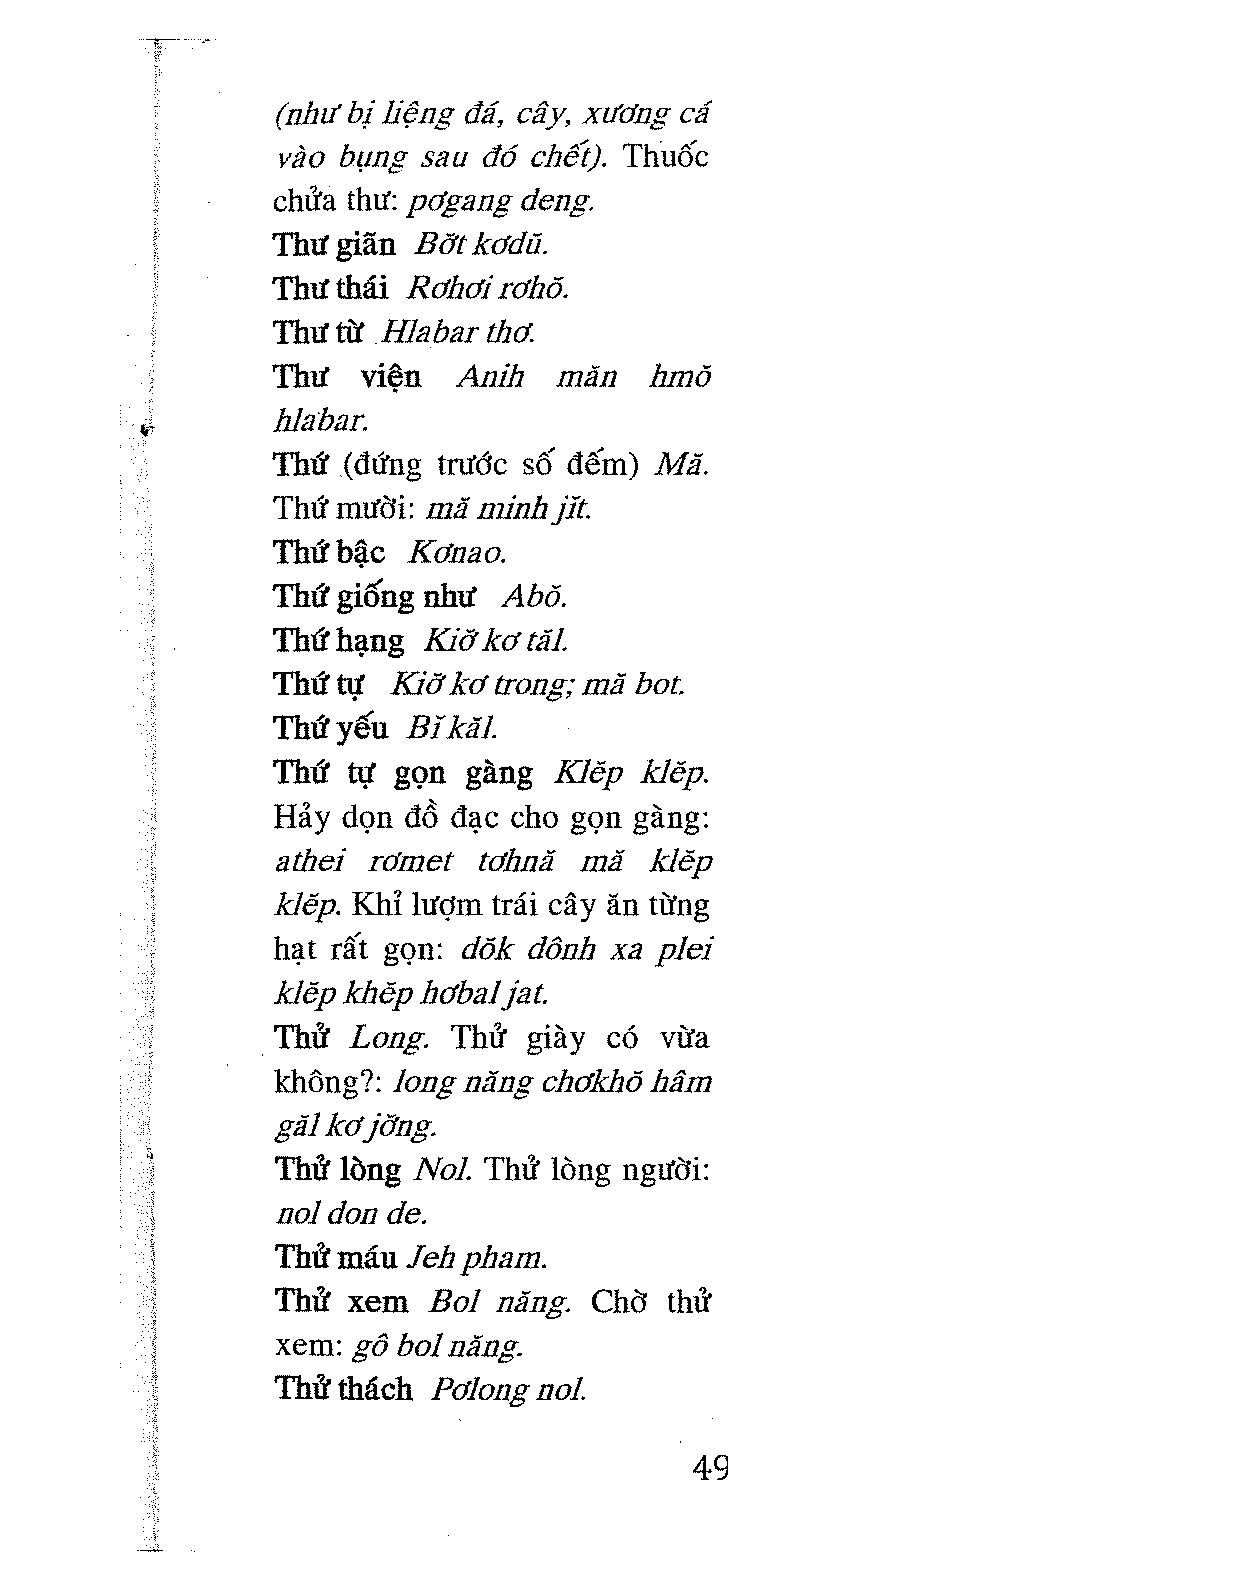 (như bị liệng đá, cây, xương cá
vào bụng sau đó chết). Thuốc
chửa thư: pơgang deng.
Thư giãn Bơ̆t kơdŭ.
Thư thái Rơhơi rơhŏ.
Thư từ Hlabar thơ.
Thư viện Anih măn hmŏ
hlabar.
Thứ (đứng trước số đếm) Mă.
Thứ mười: mă minh jĭt.
Thứ bậc Kơnao.
Thứ giống như Abŏ.
Thứ hạng Kiơ̆ kơ tăl.
Thứ tự Kiơ̆ kơ trong; mă bot.
Thứ yếu Bĭ kăl.
Thứ tự gọn gàng Klĕp klĕp.
Hảy dọn đồ đạc cho gọn gàng:
athei rơmet tơhnă mă klĕp
klĕp. Khỉ lượm trái cây ăn từng
hạt rất gọn: dŏk dônh xa plei
klĕp khĕp hơbal jat.
Thử Long. Thử giày có vừa
không?: long năng chơkhŏ hâm
găl kơ jơ̆ng.
Thử lòng Nol. Thử lòng người:
nol don de.
Thử máu Jeh pham.
Thử xem Bol năng. Chờ thử
xem: gô bol năng.
Thử thách Pơlong nol.
49